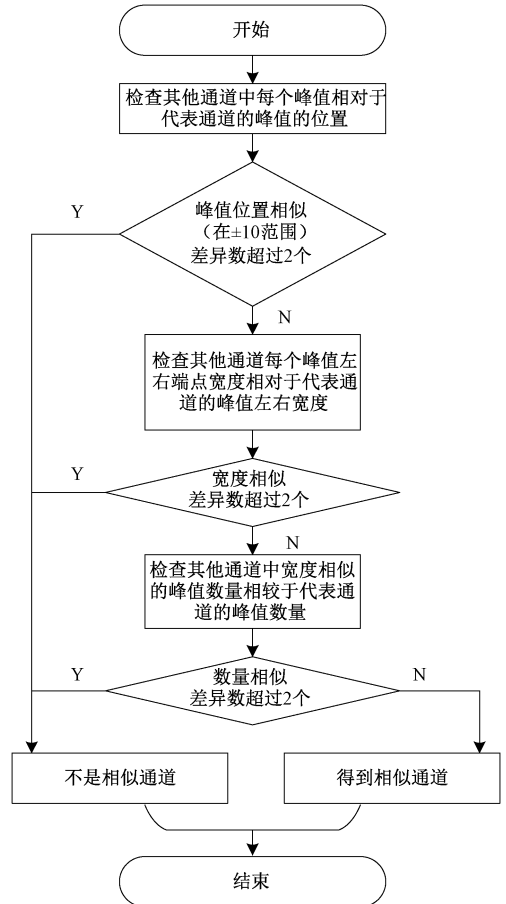 开始
检查其他通道中每个峰值相对于
代表通道的峰值的位置
Y
峰值位置相似
（在±10范围）
差异数超过2个
N
检查其他通道每个峰值左
右端点宽度相对于代表通
道的峰值左右宽度
Y
宽度相似
差异数超过2个
N
检查其他通道中宽度相似
的峰值数量相较于代表通
道的峰值数量
Y
数量相似
差异数超过2个
N
不是相似通道
得到相似通道
结束